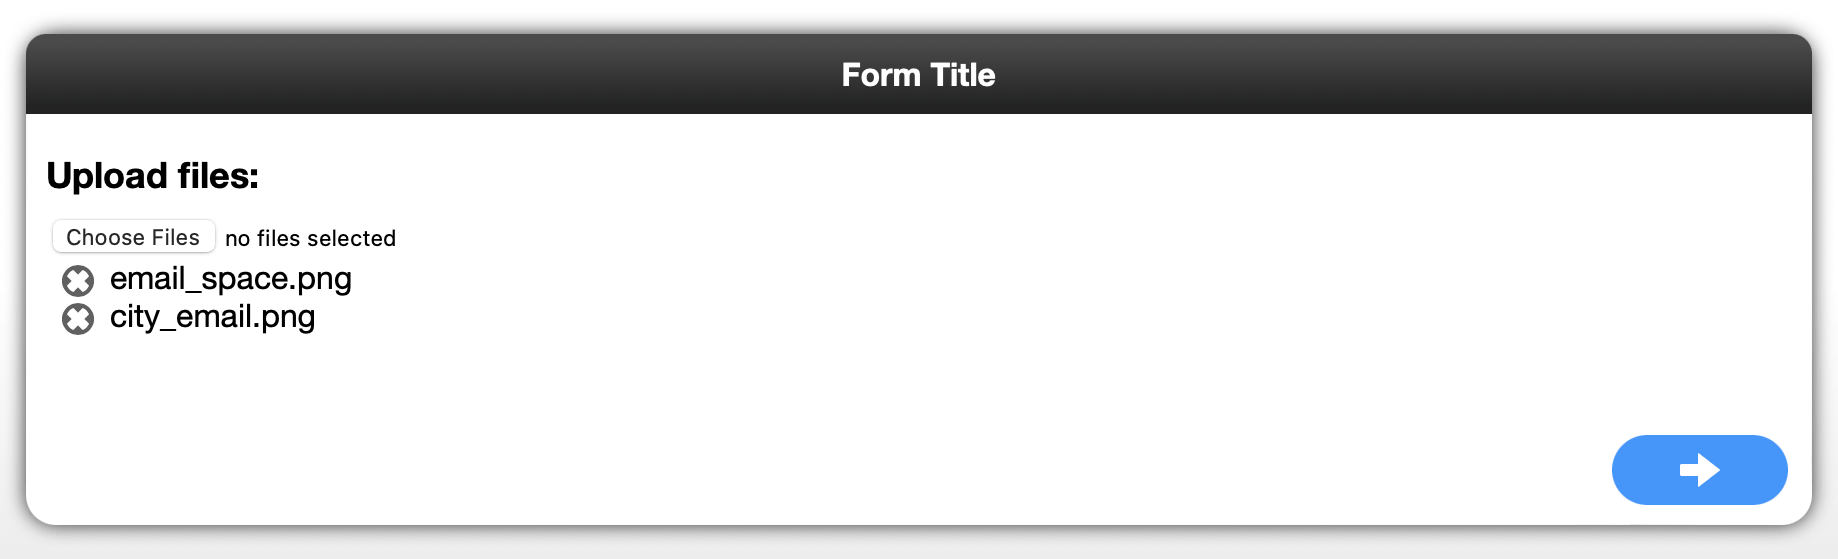 Form Title
Upload files:
Choose Files no files selected
email_space.png
city_email.png